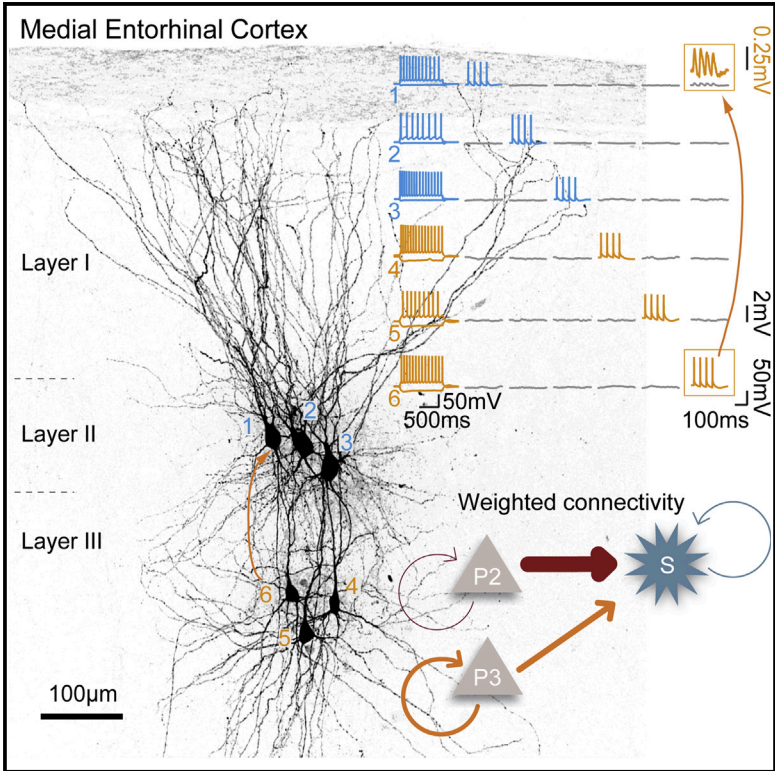 Medial Entorhinal Cortex
0.25mV
1
2
3
4
5
6
2mV
50mV
50mV
500ms
100ms
Layer I
Layer II
Layer III
1
2
3
4
5
6
Weighted connectivity
P2
S
P3
100µm